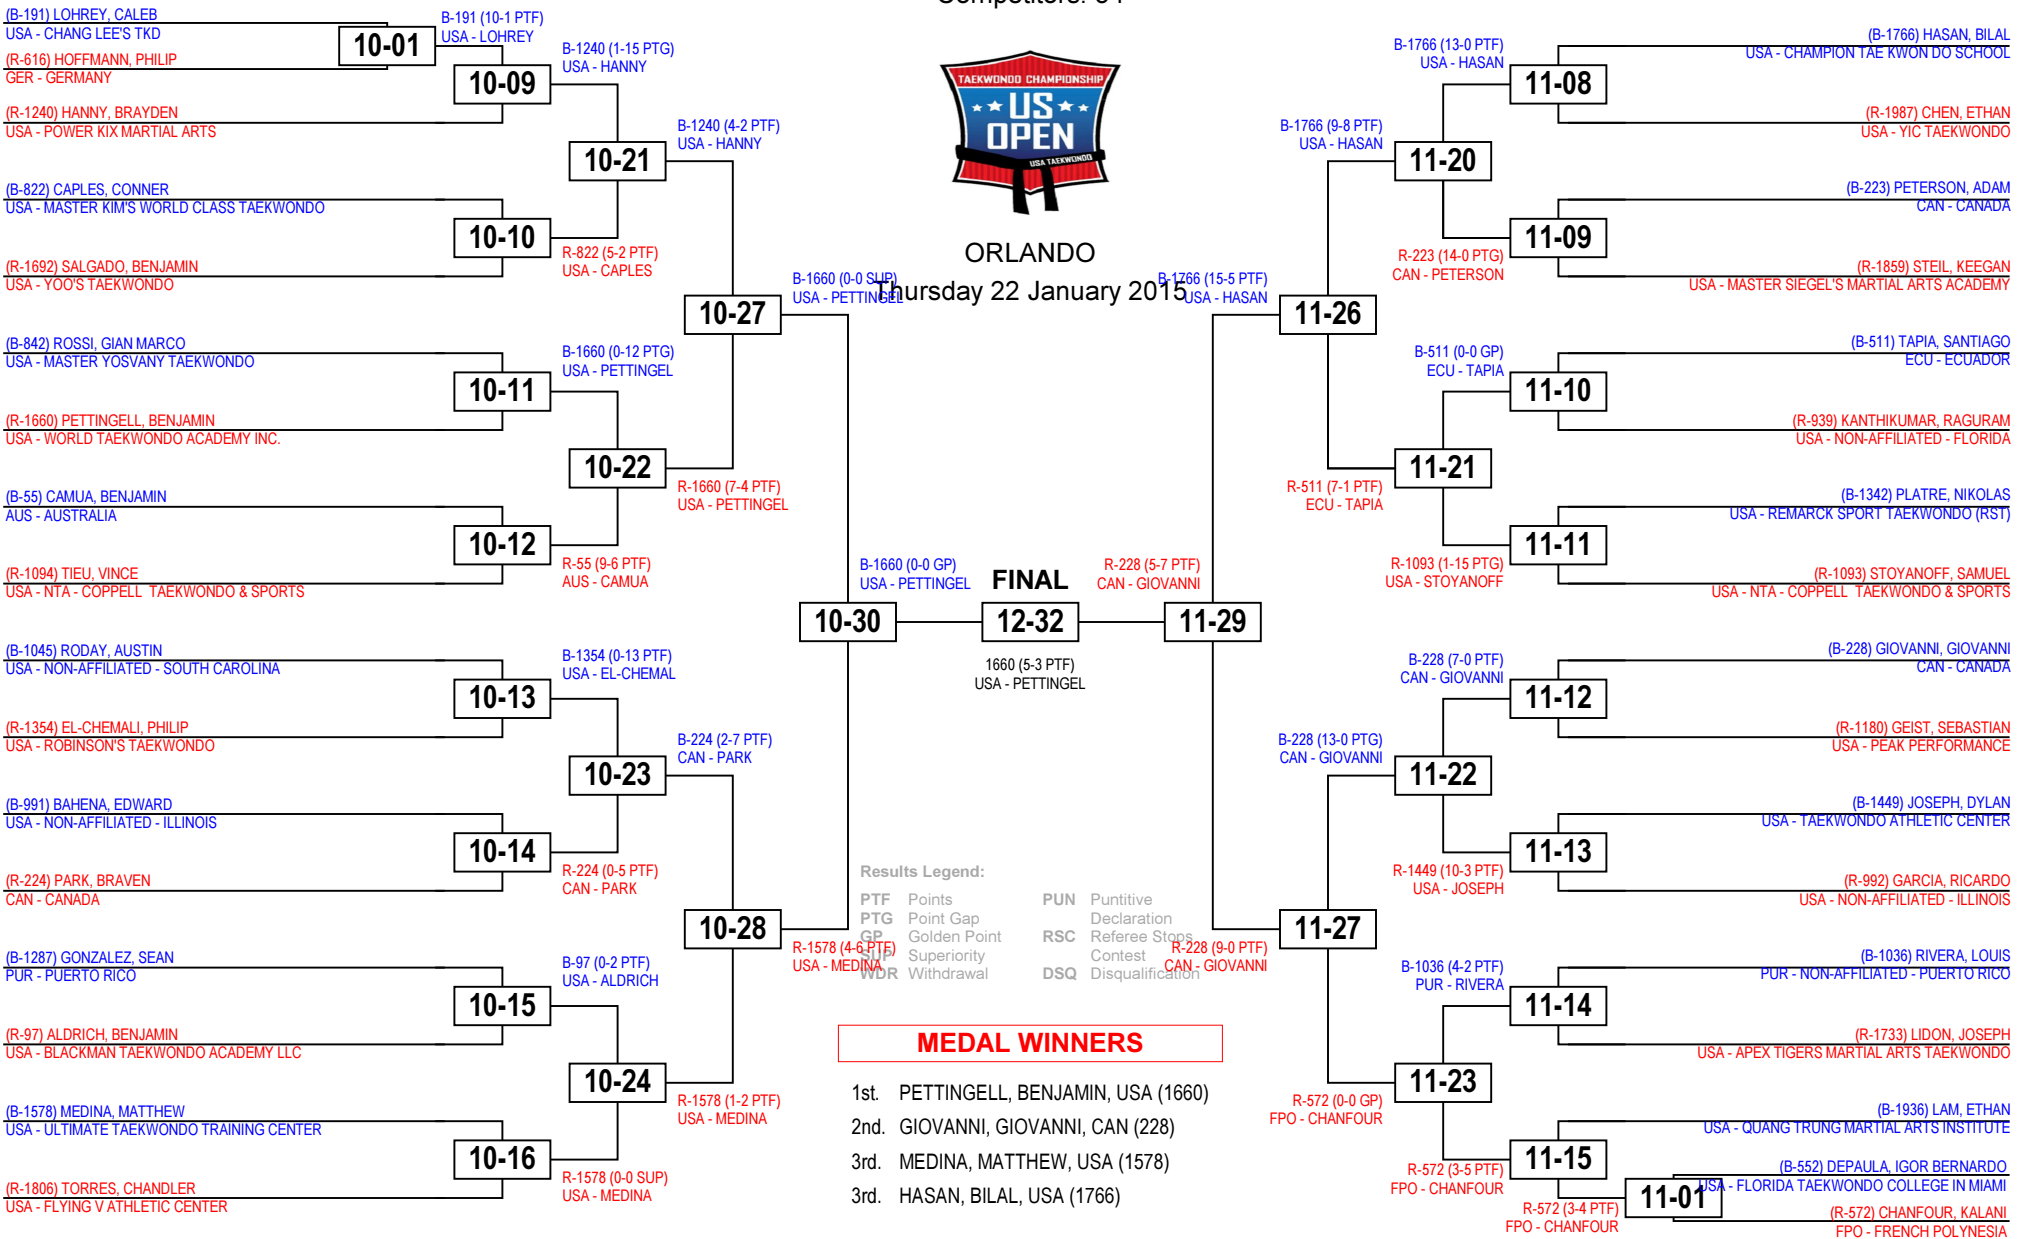 (B-191) LOHREY, CALEB
USA - CHANG LEE'S TKD
(R-616) HOFFMANN, PHILIP
GER - GERMANY
(R-1240) HANNY, BRAYDEN
USA - POWER KIX MARTIAL ARTS
(B-822) CAPLES, CONNER
USA - MASTER KIM'S WORLD CLASS TAEKWONDO
(R-1692) SALGADO, BENJAMIN
USA - YOO'S TAEKWONDO
(B-842) ROSSI, GIAN MARCO
USA - MASTER YOSVANY TAEKWONDO
(R-1660) PETTINGELL, BENJAMIN
USA - WORLD TAEKWONDO ACADEMY INC.
(B-55) CAMUA, BENJAMIN
AUS - AUSTRALIA
(R-1094) TIEU, VINCE
USA - NTA - COPPELL TAEKWONDO & SPORTS
(B-1045) RODAY, AUSTIN
USA - NON-AFFILIATED - SOUTH CAROLINA
(R-1354) EL-CHEMALI, PHILIP
USA - ROBINSON'S TAEKWONDO
(B-991) BAHENA, EDWARD
USA - NON-AFFILIATED - ILLINOIS
(R-224) PARK, BRAVEN
CAN - CANADA
(B-1287) GONZALEZ, SEAN
PUR - PUERTO RICO
(R-97) ALDRICH, BENJAMIN
USA - BLACKMAN TAEKWONDO ACADEMY LLC
(B-1578) MEDINA, MATTHEW
USA - ULTIMATE TAEKWONDO TRAINING CENTER
(R-1806) TORRES, CHANDLER
USA - FLYING V ATHLETIC CENTER
10-01
B-191 (10-1 PTF)
USA - LOHREY
10-09
10-10
10-11
10-12
10-13
10-14
10-15
10-16
B-1240 (1-15 PTG)
USA - HANNY
10-21
R-822 (5-2 PTF)
USA - CAPLES
B-1660 (0-12 PTG)
USA - PETTINGEL
10-22
R-55 (9-6 PTF)
AUS - CAMUA
B-1354 (0-13 PTF)
USA - EL-CHEMAL
10-23
R-224 (0-5 PTF)
CAN - PARK
B-97 (0-2 PTF)
USA - ALDRICH
10-24
R-1578 (0-0 SUP)
USA - MEDINA
B-1240 (4-2 PTF)
USA - HANNY
10-27
R-1660 (7-4 PTF)
USA - PETTINGEL
B-224 (2-7 PTF)
CAN - PARK
10-28
R-1578 (1-2 PTF)
USA - MEDINA
B-1660 (0-0 SUP)
USA - PETTINGEL
10-30
R-1578 (4-6 PTF)
USA - MEDINA
TAEKWONDO CHAMPIONSHIP
US
OPEN
USA TAEKWONDO
ORLANDO
Thursday 22 January 2015
B-1660 (0-0 GP)
USA - PETTINGEL
FINAL
12-32
R-228 (5-7 PTF)
CAN - GIOVANNI
1660 (5-3 PTF)
USA - PETTINGEL
Results Legend:
PTF Points
PTG Point Gap
GP Golden Point
SUP Superiority
WDR Withdrawal
PUN Puntitive
Declaration
RSC Referee Stops
Contest
DSQ Disqualification
MEDAL WINNERS
1st. PETTINGELL, BENJAMIN, USA (1660)
2nd. GIOVANNI, GIOVANNI, CAN (228)
3rd. MEDINA, MATTHEW, USA (1578)
3rd. HASAN, BILAL, USA (1766)
B-1766 (15-5 PTF)
USA - HASAN
11-29
R-228 (9-0 PTF)
CAN - GIOVANNI
B-1766 (9-8 PTF)
USA - HASAN
11-26
R-511 (7-1 PTF)
ECU - TAPIA
B-228 (13-0 PTG)
CAN - GIOVANNI
11-27
R-572 (0-0 GP)
FPO - CHANFOUR
B-1766 (13-0 PTF)
USA - HASAN
11-20
R-223 (14-0 PTG)
CAN - PETERSON
B-511 (0-0 GP)
ECU - TAPIA
11-21
R-1093 (1-15 PTG)
USA - STOYANOFF
B-228 (7-0 PTF)
CAN - GIOVANNI
11-22
R-1449 (10-3 PTF)
USA - JOSEPH
B-1036 (4-2 PTF)
PUR - RIVERA
11-23
R-572 (3-5 PTF)
FPO - CHANFOUR
11-08
11-09
11-10
11-11
11-12
11-13
11-14
11-15
R-572 (3-4 PTF)
FPO - CHANFOUR
11-01
(B-1766) HASAN, BILAL
USA - CHAMPION TAE KWON DO SCHOOL
(R-1987) CHEN, ETHAN
USA - YIC TAEKWONDO
(B-223) PETERSON, ADAM
CAN - CANADA
(R-1859) STEIL, KEEGAN
USA - MASTER SIEGEL'S MARTIAL ARTS ACADEMY
(B-511) TAPIA, SANTIAGO
ECU - ECUADOR
(R-939) KANTHIKUMAR, RAGURAM
USA - NON-AFFILIATED - FLORIDA
(B-1342) PLATRE, NIKOLAS
USA - REMARCK SPORT TAEKWONDO (RST)
(R-1093) STOYANOFF, SAMUEL
USA - NTA - COPPELL TAEKWONDO & SPORTS
(B-228) GIOVANNI, GIOVANNI
CAN - CANADA
(R-1180) GEIST, SEBASTIAN
USA - PEAK PERFORMANCE
(B-1449) JOSEPH, DYLAN
USA - TAEKWONDO ATHLETIC CENTER
(R-992) GARCIA, RICARDO
USA - NON-AFFILIATED - ILLINOIS
(B-1036) RIVERA, LOUIS
PUR - NON-AFFILIATED - PUERTO RICO
(R-1733) LIDON, JOSEPH
USA - APEX TIGERS MARTIAL ARTS TAEKWONDO
(B-1936) LAM, ETHAN
USA - QUANG TRUNG MARTIAL ARTS INSTITUTE
(B-552) DEPAULA, IGOR BERNARDO
USA - FLORIDA TAEKWONDO COLLEGE IN MIAMI
(R-572) CHANFOUR, KALANI
FPO - FRENCH POLYNESIA